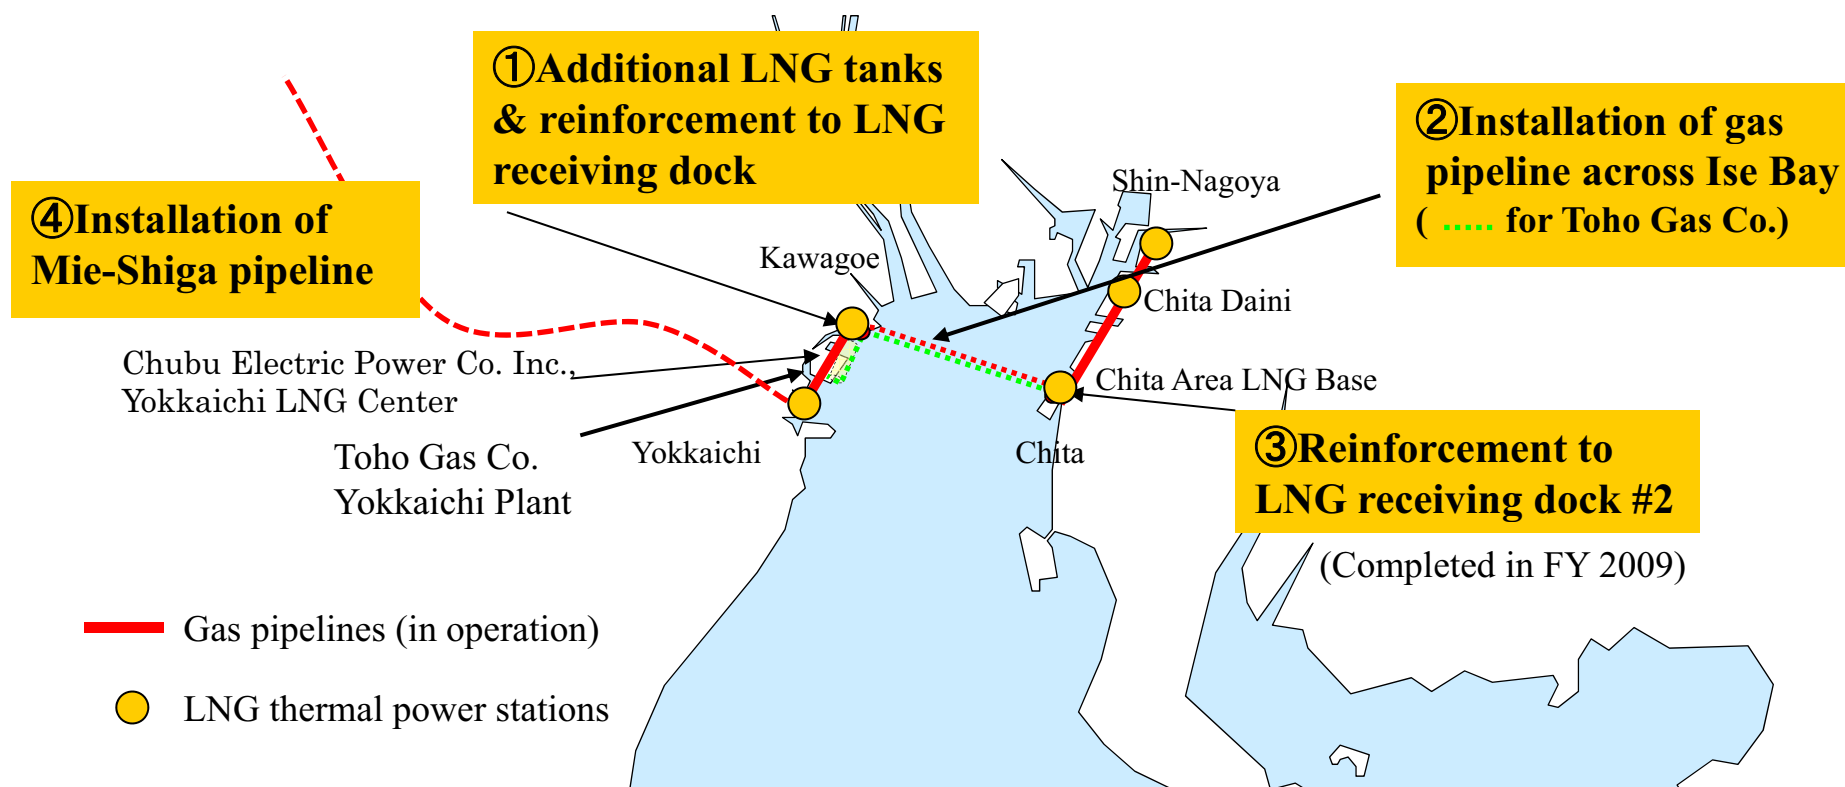 ①Additional LNG tanks
& reinforcement to LNG
receiving dock
②Installation of gas
pipeline across Ise Bay
( ····· for Toho Gas Co.)
④Installation of
Mie-Shiga pipeline
Shin-Nagoya
Kawagoe
Chita Daini
Chubu Electric Power Co. Inc.,
Yokkaichi LNG Center
Chita Area LNG Base
Toho Gas Co.
Yokkaichi Plant
Yokkaichi
Chita
③Reinforcement to
LNG receiving dock #2
(Completed in FY 2009)
Gas pipelines (in operation)
LNG thermal power stations